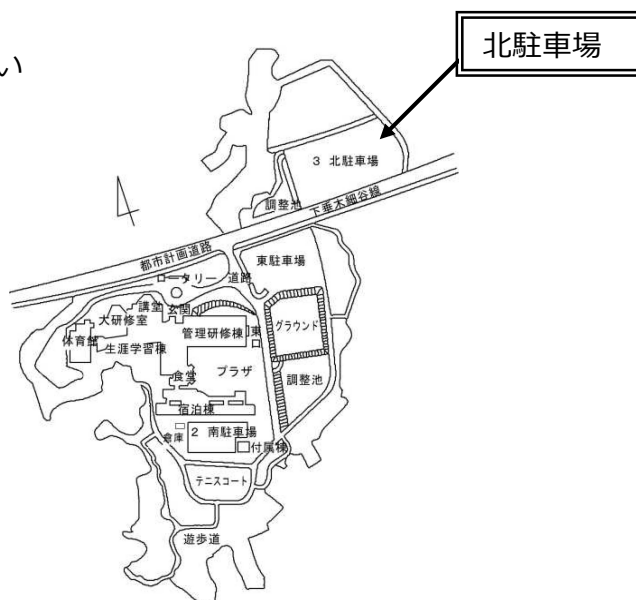 い
北駐車場
3 北駐車場
調整池
下垂木細谷線
都市計画道路
東駐車場
ロータリー 道路
講堂 玄関
大研修室
グラウンド
管理研修棟 東口
体育館
生涯学習棟
プラザ
食堂
調整池
宿泊棟
倉庫
2 南駐車場
付属棟
テニスコート
遊歩道